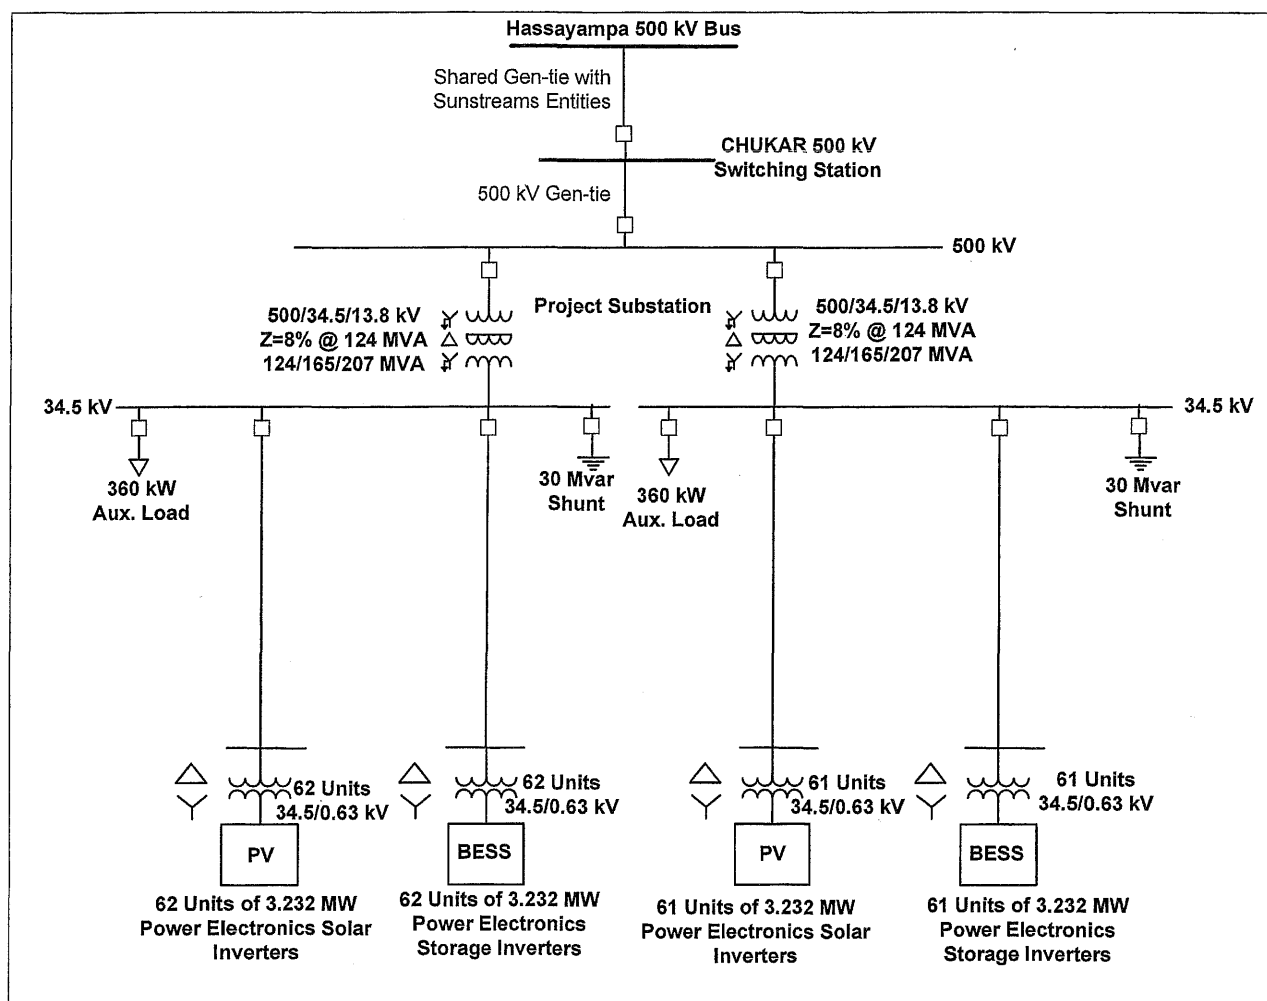 Hassayampa 500 kV Bus
Shared Gen-tie with
Sunstreams Entities
CHUKAR 500 kV
Switching Station
500 kV Gen-tie
500 kV
Project Substation
500/34.5/13.8 kV
Z=8% @ 124 MVA
124/165/207 MVA
500/34.5/13.8 kV
Z=8% @ 124 MVA
124/165/207 MVA
34.5 kV
34.5 kV
360 kW
Aux. Load
30 Mvar
Shunt
360 kW
Aux. Load
30 Mvar
Shunt
62 Units
34.5/0.63 kV
62 Units
34.5/0.63 kV
61 Units
34.5/0.63 kV
61 Units
34.5/0.63 kV
PV
BESS
PV
BESS
62 Units of 3.232 MW
Power Electronics Solar
Inverters
62 Units of 3.232 MW
Power Electronics
Storage Inverters
61 Units of 3.232 MW
Power Electronics Solar
Inverters
61 Units of 3.232 MW
Power Electronics
Storage Inverters